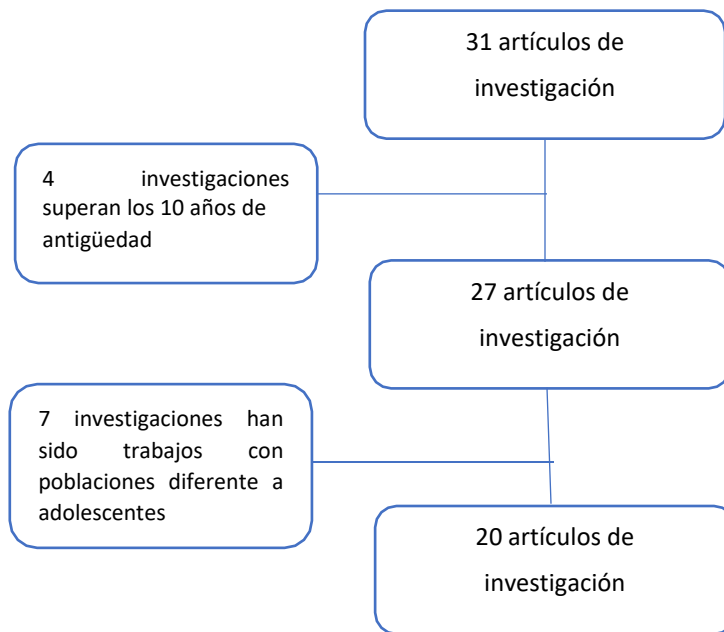 31 artículos de
investigación
4 investigaciones
superan los 10 años de
antigüedad
27 artículos de
investigación
7 investigaciones han
sido trabajos con
poblaciones diferente a
adolescentes
20 artículos de
investigación